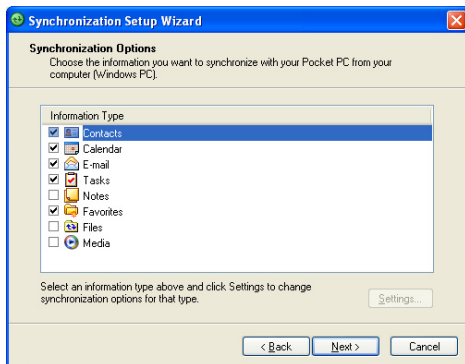 Synchronization Setup Wizard
Synchronization Options
Choose the information you want to synchronize with your Pocket PC from your
computer (Windows PC).
Information Type
Contacts
Calendar
E-mail
Tasks
Notes
Favorites
Files
Media
Select an information type above and click Settings to change
synchronization options for that type.
Settings...
< Back
Next >
Cancel